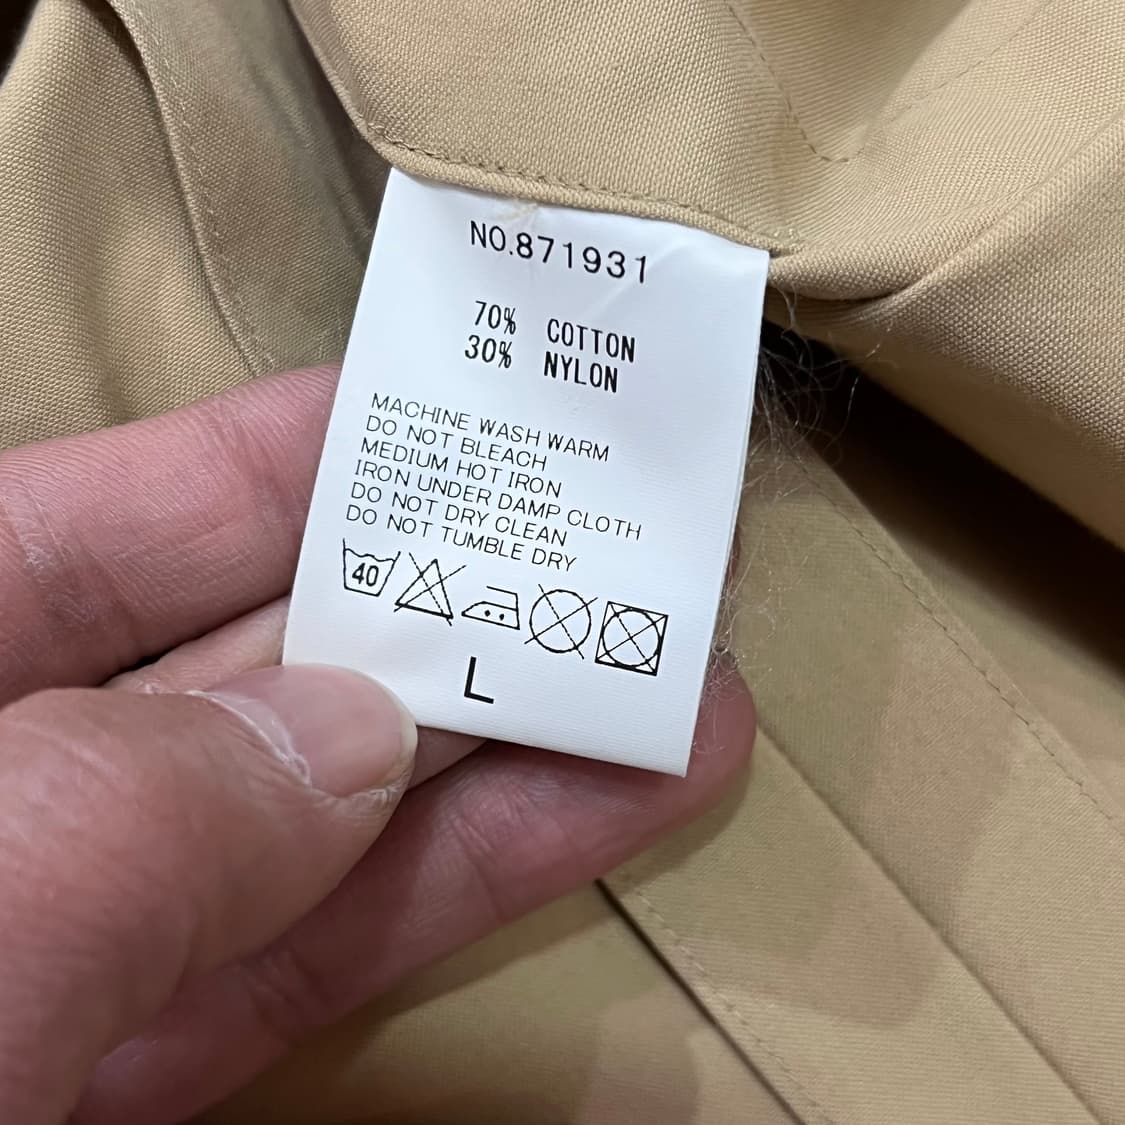 NO.871931
70% COTTON
30% NYLON
MACHINE WASH WARM
DO NOT BLEACH
MEDIUM HOT IRON
IRON UNDER DAMP CLOTH
DO NOT DRY CLEAN
DO NOT TUMBLE DRY
40
L